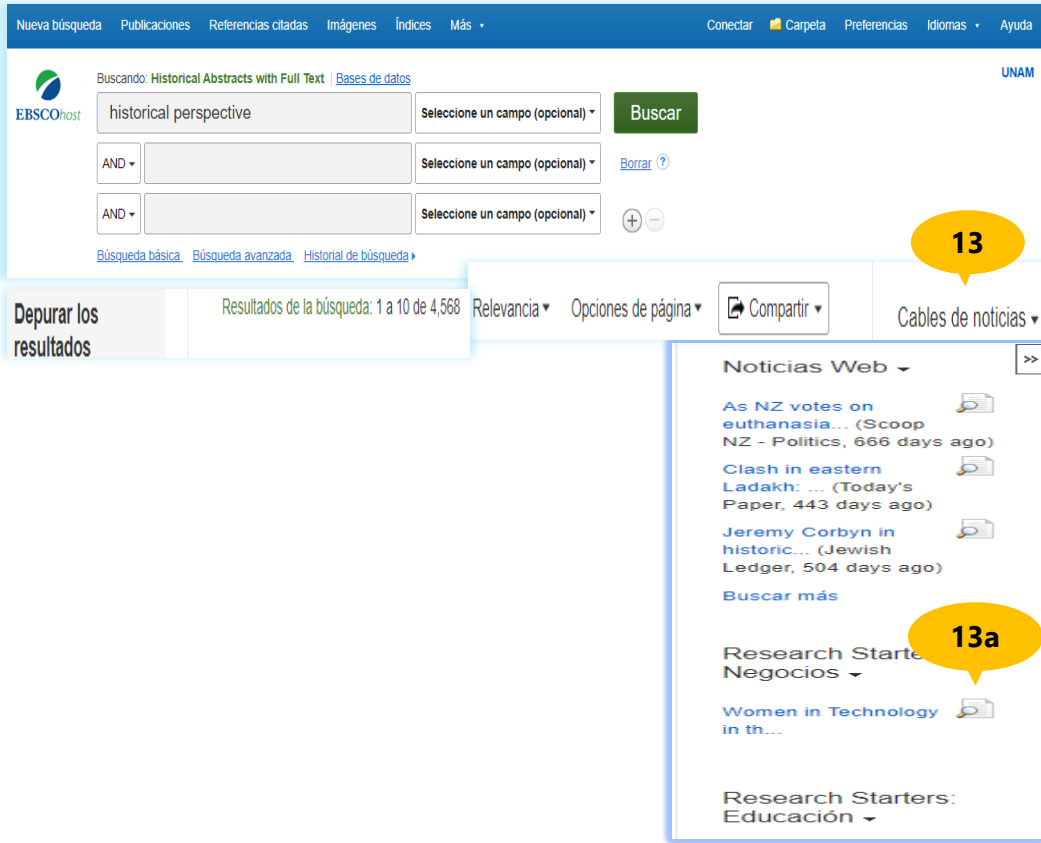 Nueva búsqueda Publicaciones Referencias citadas Imágenes Índices Más Conectar Carpeta Preferencias Idiomas Ayuda
UNAM
Buscando: Historical Abstracts with Full Text Bases de datos
EBSCOhost
historical perspective Seleccione un campo (opcional) Buscar
AND Seleccione un campo (opcional) Borrar ?
AND Seleccione un campo (opcional) + −
Búsqueda básica Búsqueda avanzada Historial de búsqueda
13
Depurar los
resultados
Resultados de la búsqueda: 1 a 10 de 4,568 Relevancia Opciones de página Compartir Cables de noticias
>>
Noticias Web
As NZ votes on
euthanasia... (Scoop
NZ - Politics, 666 days ago)
Clash in eastern
Ladakh: ... (Today's
Paper, 443 days ago)
Jeremy Corbyn in
historic... (Jewish
Ledger, 504 days ago)
Buscar más
13a
Research Starte
Negocios
Women in Technology
in th...
Research Starters:
Educación